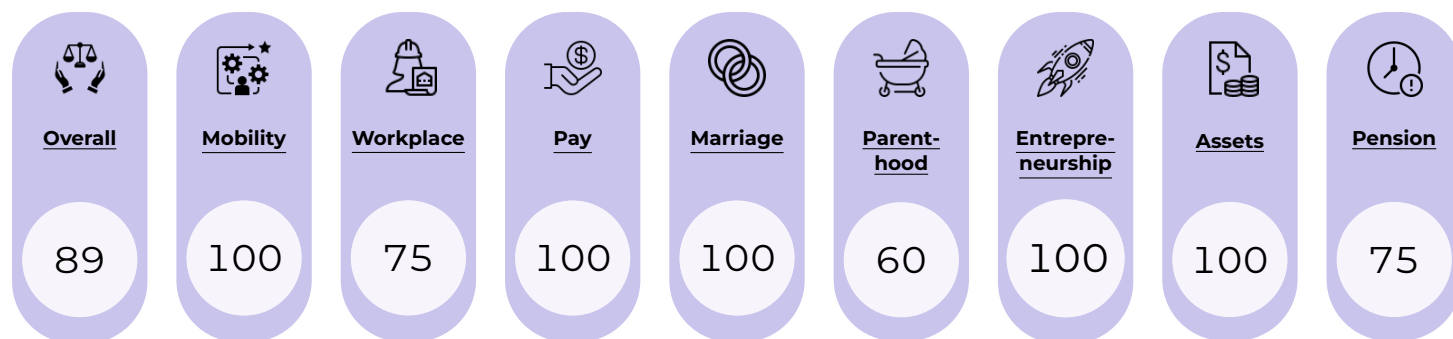 Overall
89
Mobility
100
Workplace
75
Pay
100
Marriage
100
Parent-
hood
60
Entrepre-
neurship
100
Assets
100
Pension
75